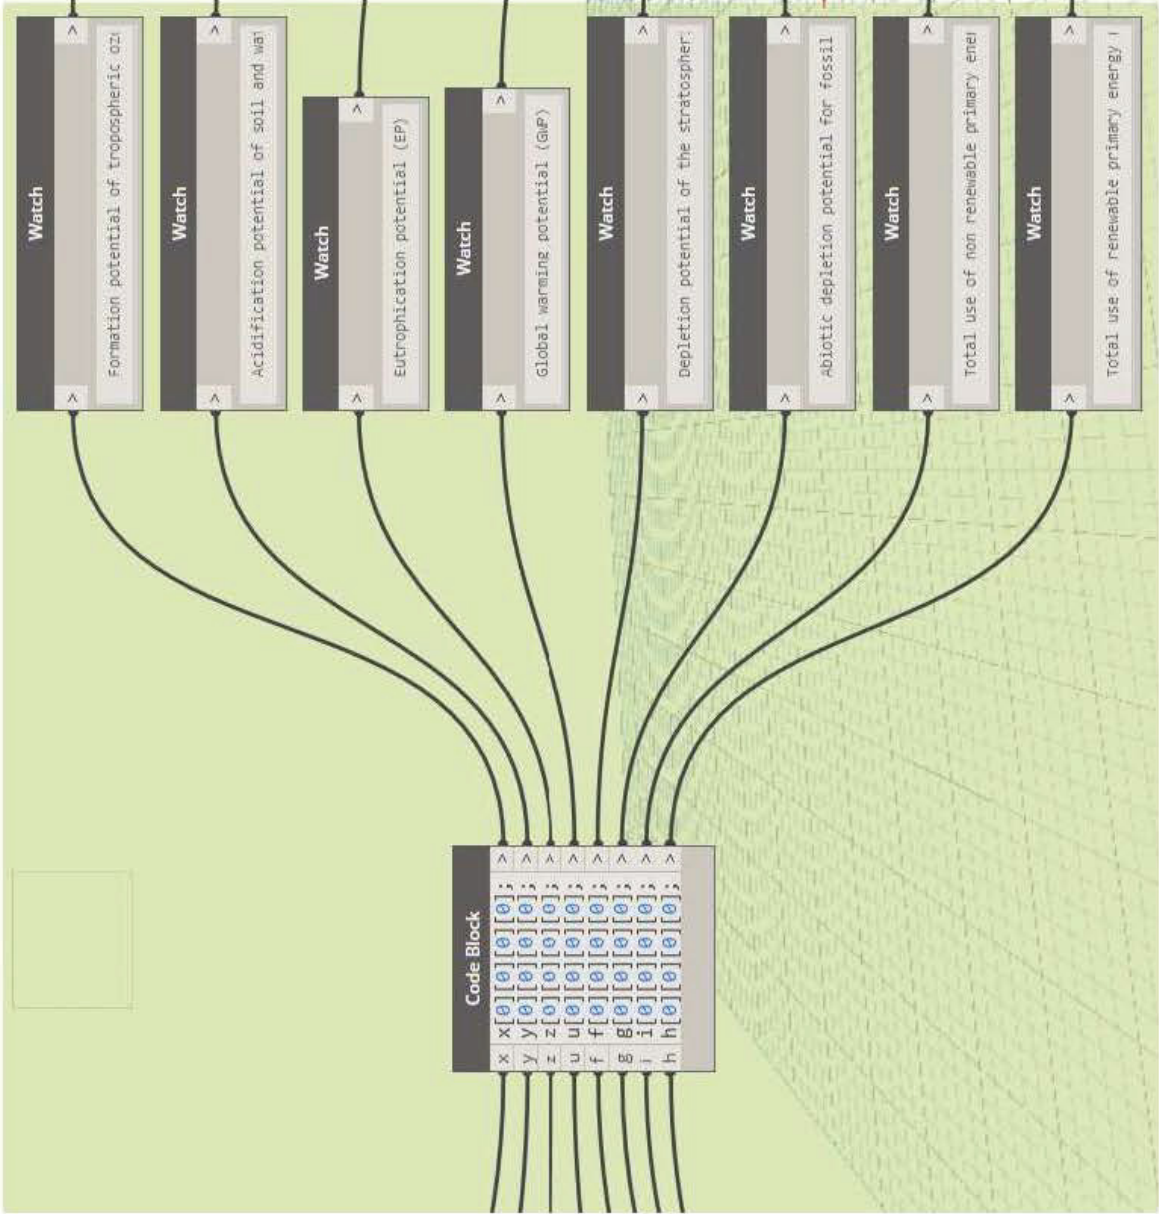 Code Block
x x[0][0][0][0]; >
y y[0][0][0][0]; >
z z[0][0][0][0]; >
u u[0][0][0][0]; >
f f[0][0][0][0]; >
g g[0][0][0][0]; >
i i[0][0][0][0]; >
h h[0][0][0][0]; >
Watch
> >
Formation potential of tropospheric oz
Watch
> >
Acidification potential of soil and wa
Watch
> >
Eutrophication potential (EP)
Watch
> >
Global warming potential (GWP)
Watch
> >
Depletion potential of the stratospher
Watch
> >
Abiotic depletion potential for fossil
Watch
> >
Total use of non renewable primary ene
Watch
> >
Total use of renewable primary energy